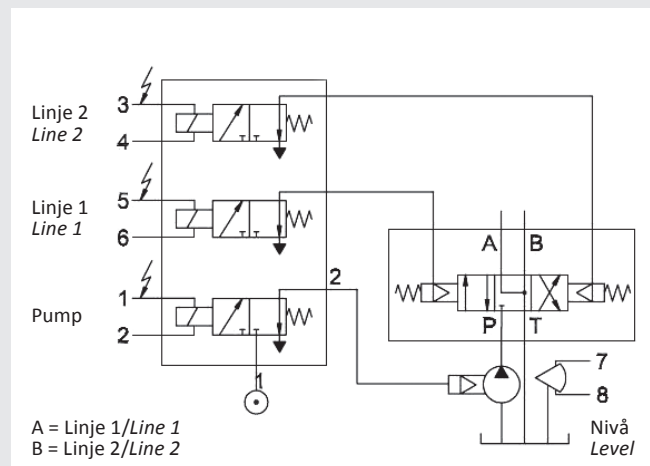 Linje 2
Line 2
3
4
Linje 1
Line 1
5
6
Pump
1
2
2
1
A B
P T
7
8
Nivå
Level
A = Linje 1/Line 1
B = Linje 2/Line 2